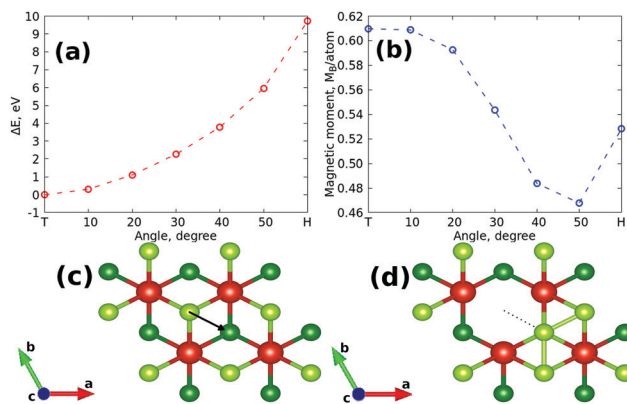 (a)
ΔE, eV
10
9
8
7
6
5
4
3
2
1
0
-1
T 10 20 30 40 50 H
Angle, degree
(b)
Magnetic moment, M_B/atom
0.62
0.60
0.58
0.56
0.54
0.52
0.50
0.48
0.46
T 10 20 30 40 50 H
Angle, degree
(c)
b
a
c
(d)
b
a
c